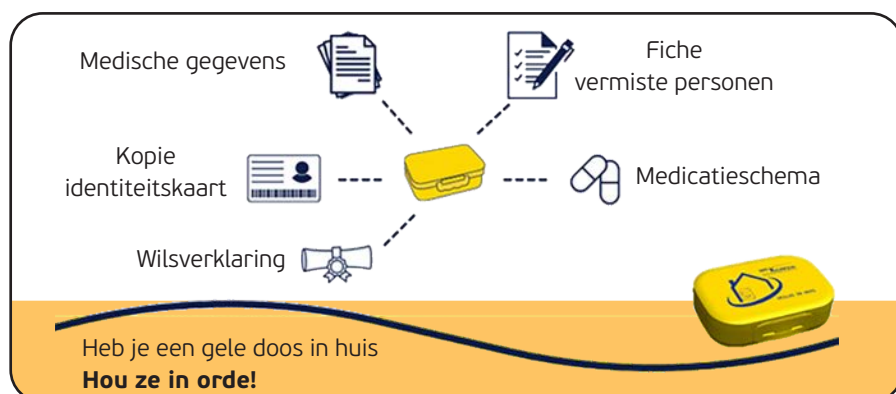 Medische gegevens
Fiche
vermiste personen
Kopie
identiteitskaart
Medicatieschema
Wilsverklaring
Heb je een gele doos in huis
Hou ze in orde!